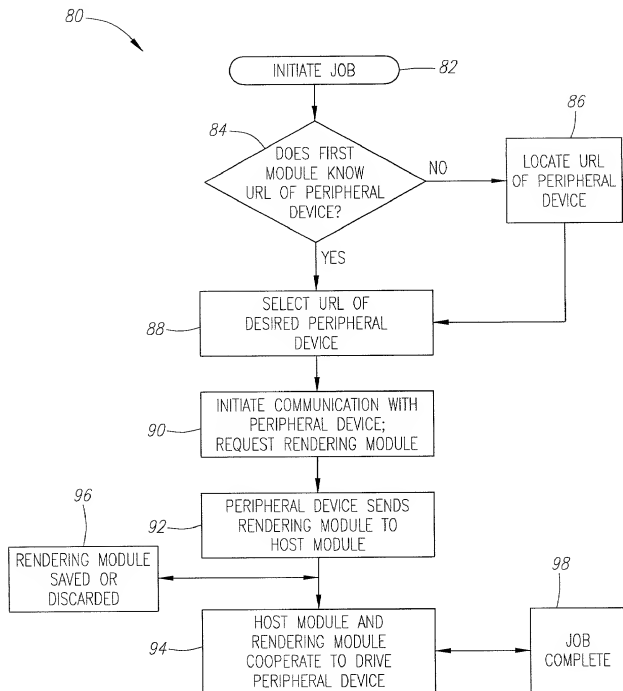 80
INITIATE JOB
82
84
DOES FIRST
MODULE KNOW
URL OF PERIPHERAL
DEVICE?
NO
86
LOCATE URL
OF PERIPHERAL
DEVICE
YES
SELECT URL OF
DESIRED PERIPHERAL
DEVICE
88
INITIATE COMMUNICATION WITH
PERIPHERAL DEVICE;
REQUEST RENDERING MODULE
90
PERIPHERAL DEVICE SENDS
RENDERING MODULE TO
HOST MODULE
92
96
RENDERING MODULE
SAVED OR
DISCARDED
HOST MODULE AND
RENDERING MODULE
COOPERATE TO DRIVE
PERIPHERAL DEVICE
94
98
JOB
COMPLETE